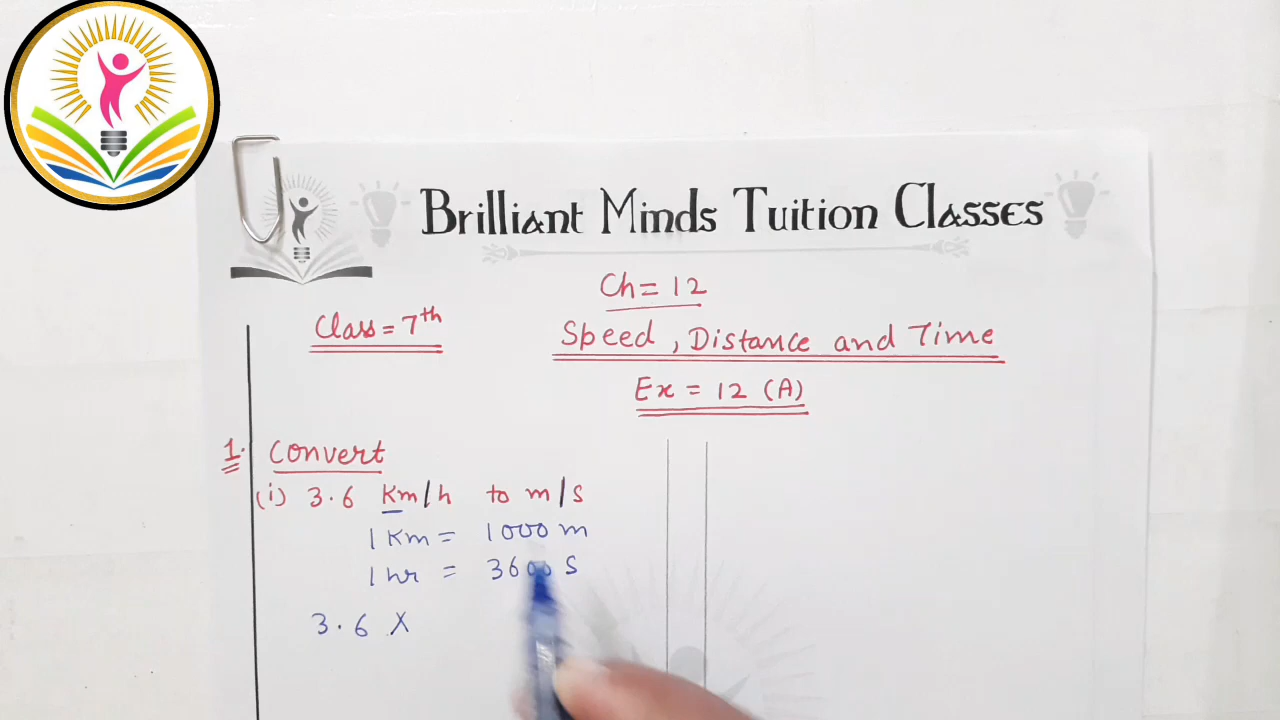 Brilliant Minds Tuition Classes
Ch = 12
Class = 7th
Speed, Distance and Time
Ex = 12 (A)
1. Convert
(i) 3.6 Km/h to m/s
1 Km = 1000 m
1 hr = 3600 s
3.6 X